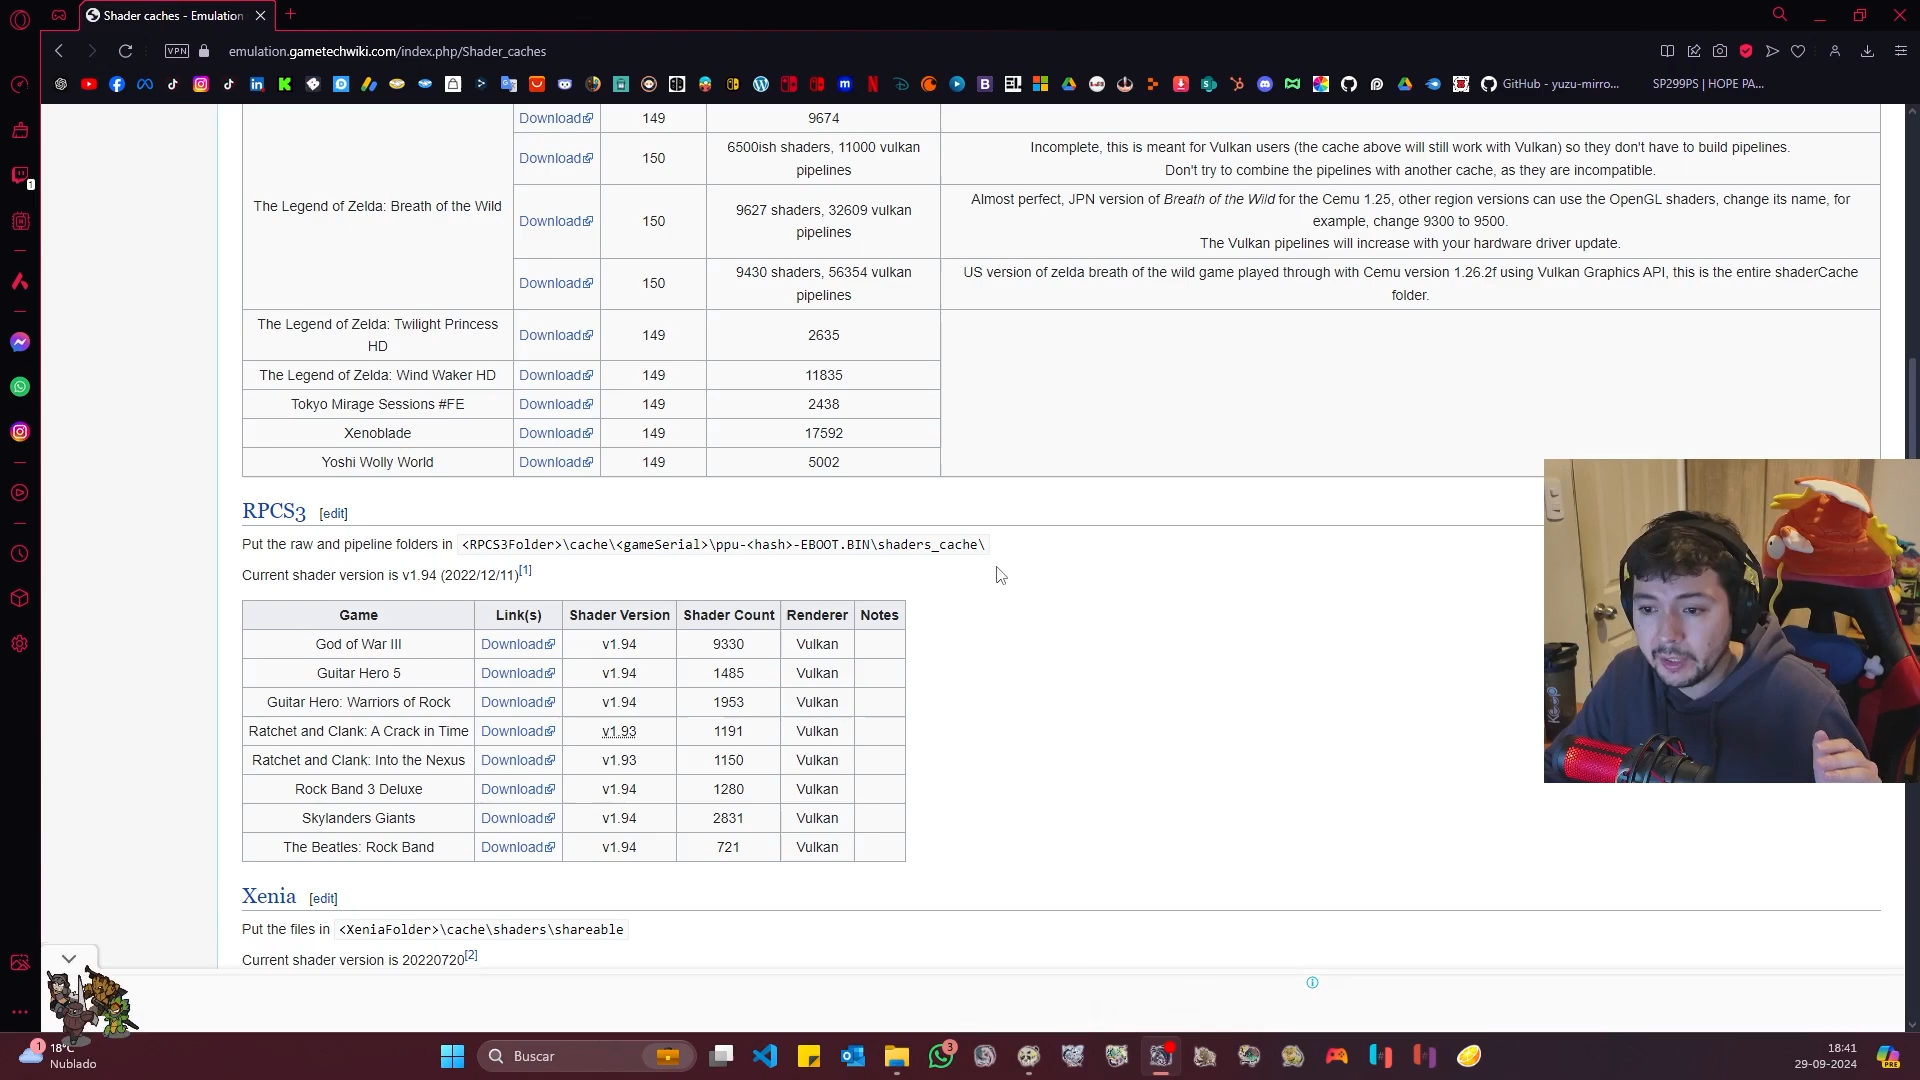 Shader caches - Emulation
VPN
emulation.gametechwiki.com/index.php/Shader_caches
GitHub - yuzu-mirro...
SP299PS | HOPE PA...
Download 149 9674
The Legend of Zelda: Breath of the Wild
Download 150
6500ish shaders, 11000 vulkan
pipelines
Incomplete, this is meant for Vulkan users (the cache above will still work with Vulkan) so they don't have to build pipelines.
Don't try to combine the pipelines with another cache, as they are incompatible.
Download 150
9627 shaders, 32609 vulkan
pipelines
Almost perfect, JPN version of Breath of the Wild for the Cemu 1.25, other region versions can use the OpenGL shaders, change its name, for
example, change 9300 to 9500.
The Vulkan pipelines will increase with your hardware driver update.
Download 150
9430 shaders, 56354 vulkan
pipelines
US version of zelda breath of the wild game played through with Cemu version 1.26.2f using Vulkan Graphics API, this is the entire shaderCache
folder.
The Legend of Zelda: Twilight Princess
HD
Download 149 2635
The Legend of Zelda: Wind Waker HD Download 149 11835
Tokyo Mirage Sessions #FE Download 149 2438
Xenoblade Download 149 17592
Yoshi Wolly World Download 149 5002
RPCS3 [edit]
Put the raw and pipeline folders in <RPCS3Folder>\cache\<gameSerial>\ppu-<hash>-EBOOT.BIN\shaders_cache\
Current shader version is v1.94 (2022/12/11)[1]
Game Link(s) Shader Version Shader Count Renderer Notes
God of War III Download v1.94 9330 Vulkan
Guitar Hero 5 Download v1.94 1485 Vulkan
Guitar Hero: Warriors of Rock Download v1.94 1953 Vulkan
Ratchet and Clank: A Crack in Time Download v1.93 1191 Vulkan
Ratchet and Clank: Into the Nexus Download v1.93 1150 Vulkan
Rock Band 3 Deluxe Download v1.94 1280 Vulkan
Skylanders Giants Download v1.94 2831 Vulkan
The Beatles: Rock Band Download v1.94 721 Vulkan
Xenia [edit]
Put the files in <XeniaFolder>\cache\shaders\shareable
Current shader version is 20220720[2]
1
1
18°C
Nublado
Buscar
3
18:41
29-09-2024